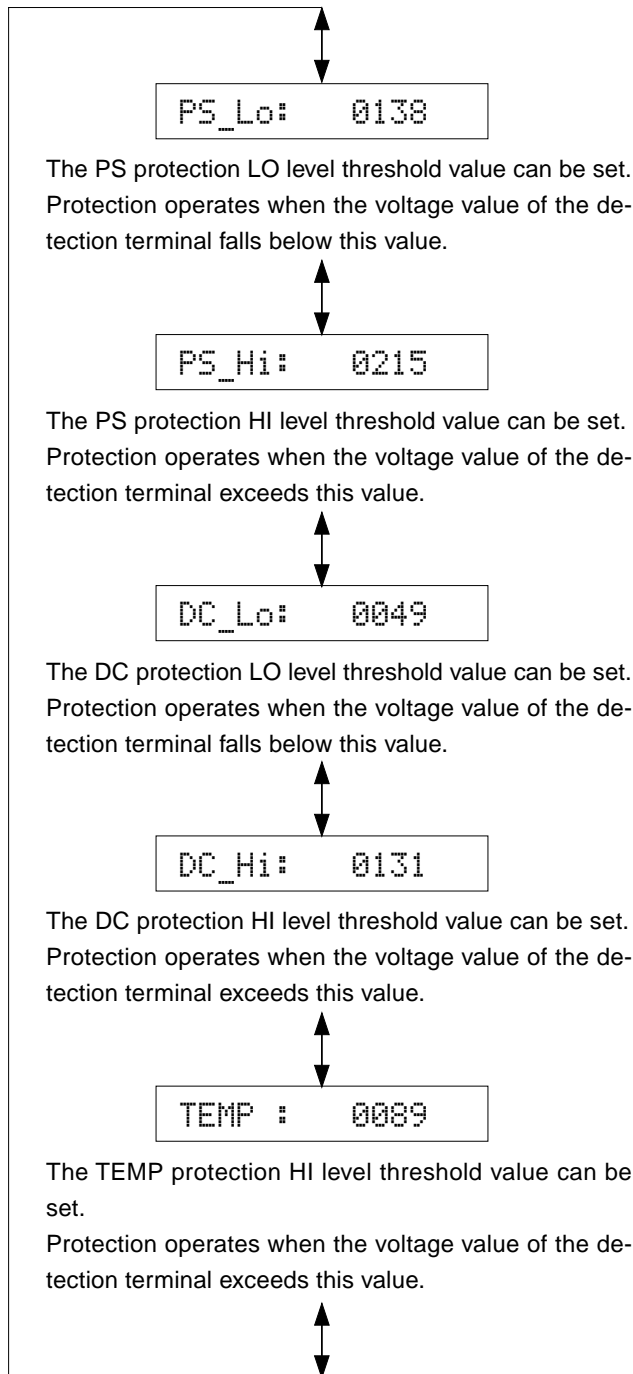 PS_Lo: 0138
The PS protection LO level threshold value can be set.
Protection operates when the voltage value of the de-
tection terminal falls below this value.
PS_Hi: 0215
The PS protection HI level threshold value can be set.
Protection operates when the voltage value of the de-
tection terminal exceeds this value.
DC_Lo: 0049
The DC protection LO level threshold value can be set.
Protection operates when the voltage value of the de-
tection terminal falls below this value.
DC_Hi: 0131
The DC protection HI level threshold value can be set.
Protection operates when the voltage value of the de-
tection terminal exceeds this value.
TEMP : 0089
The TEMP protection HI level threshold value can be
set.
Protection operates when the voltage value of the de-
tection terminal exceeds this value.